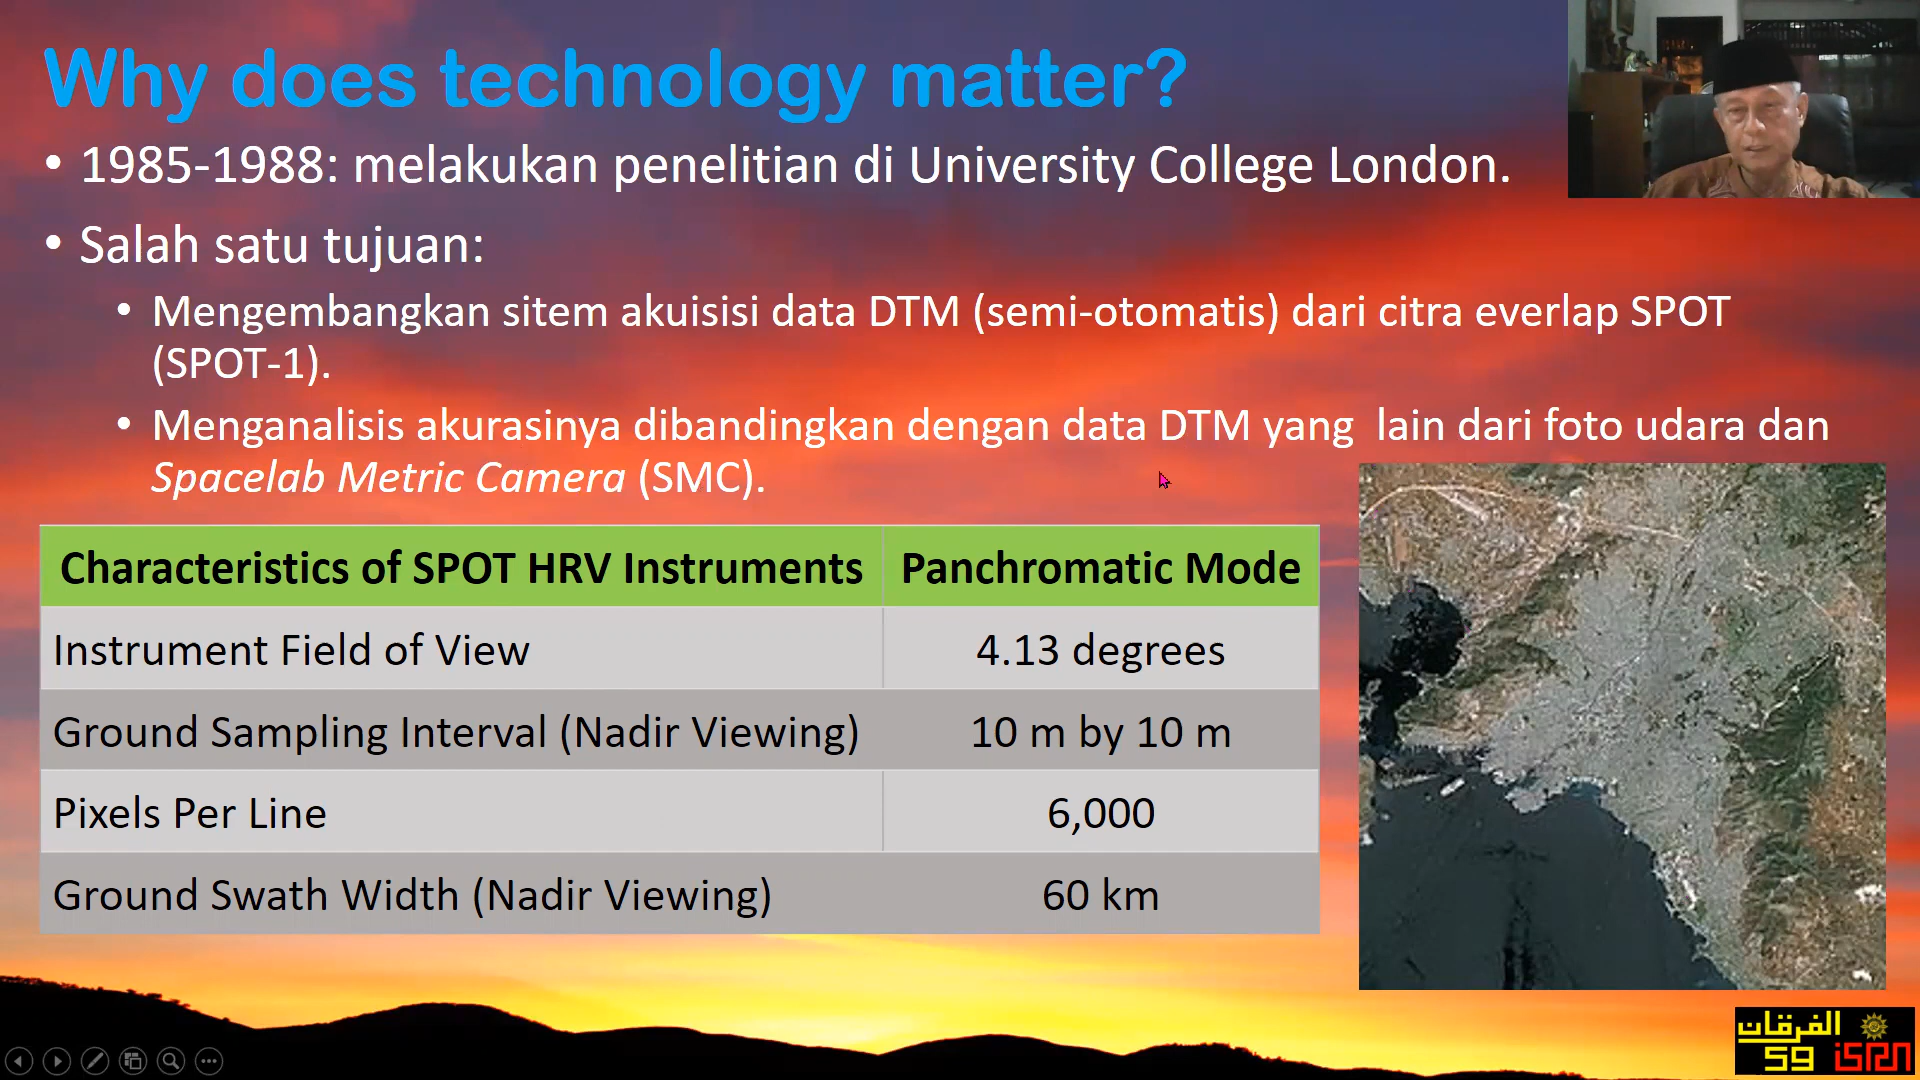 Why does technology matter?
• 1985-1988: melakukan penelitian di University College London.
• Salah satu tujuan:
• Mengembangkan sitem akuisisi data DTM (semi-otomatis) dari citra everlap SPOT
(SPOT-1).
• Menganalisis akurasinya dibandingkan dengan data DTM yang lain dari foto udara dan
Spacelab Metric Camera (SMC).
Characteristics of SPOT HRV Instruments Panchromatic Mode
Instrument Field of View 4.13 degrees
Ground Sampling Interval (Nadir Viewing) 10 m by 10 m
Pixels Per Line 6,000
Ground Swath Width (Nadir Viewing) 60 km
الفرقان
59 isrn